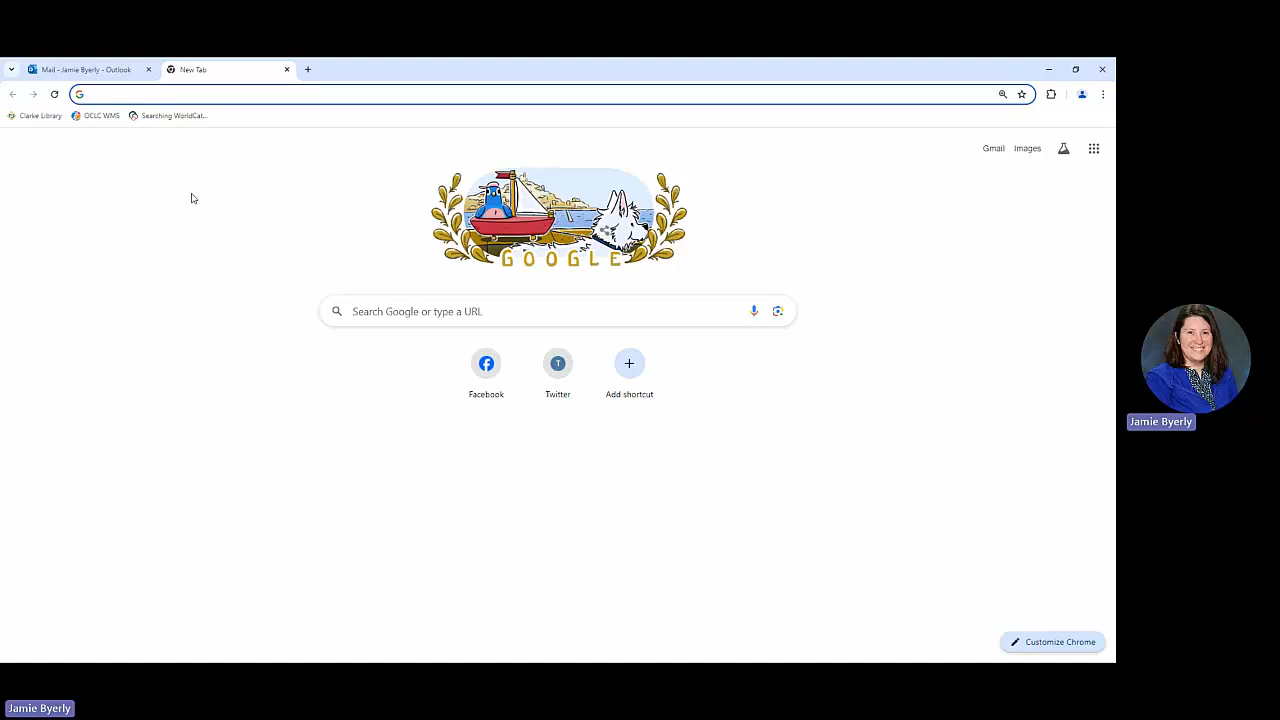 Mail - Jamie Byerly - Outlook
New Tab
Clarke Library
OCLC WMS
Searching WorldCat...
Gmail
Images
GOOGLE
Search Google or type a URL
T
Facebook
Twitter
Add shortcut
Jamie Byerly
Customize Chrome
Jamie Byerly